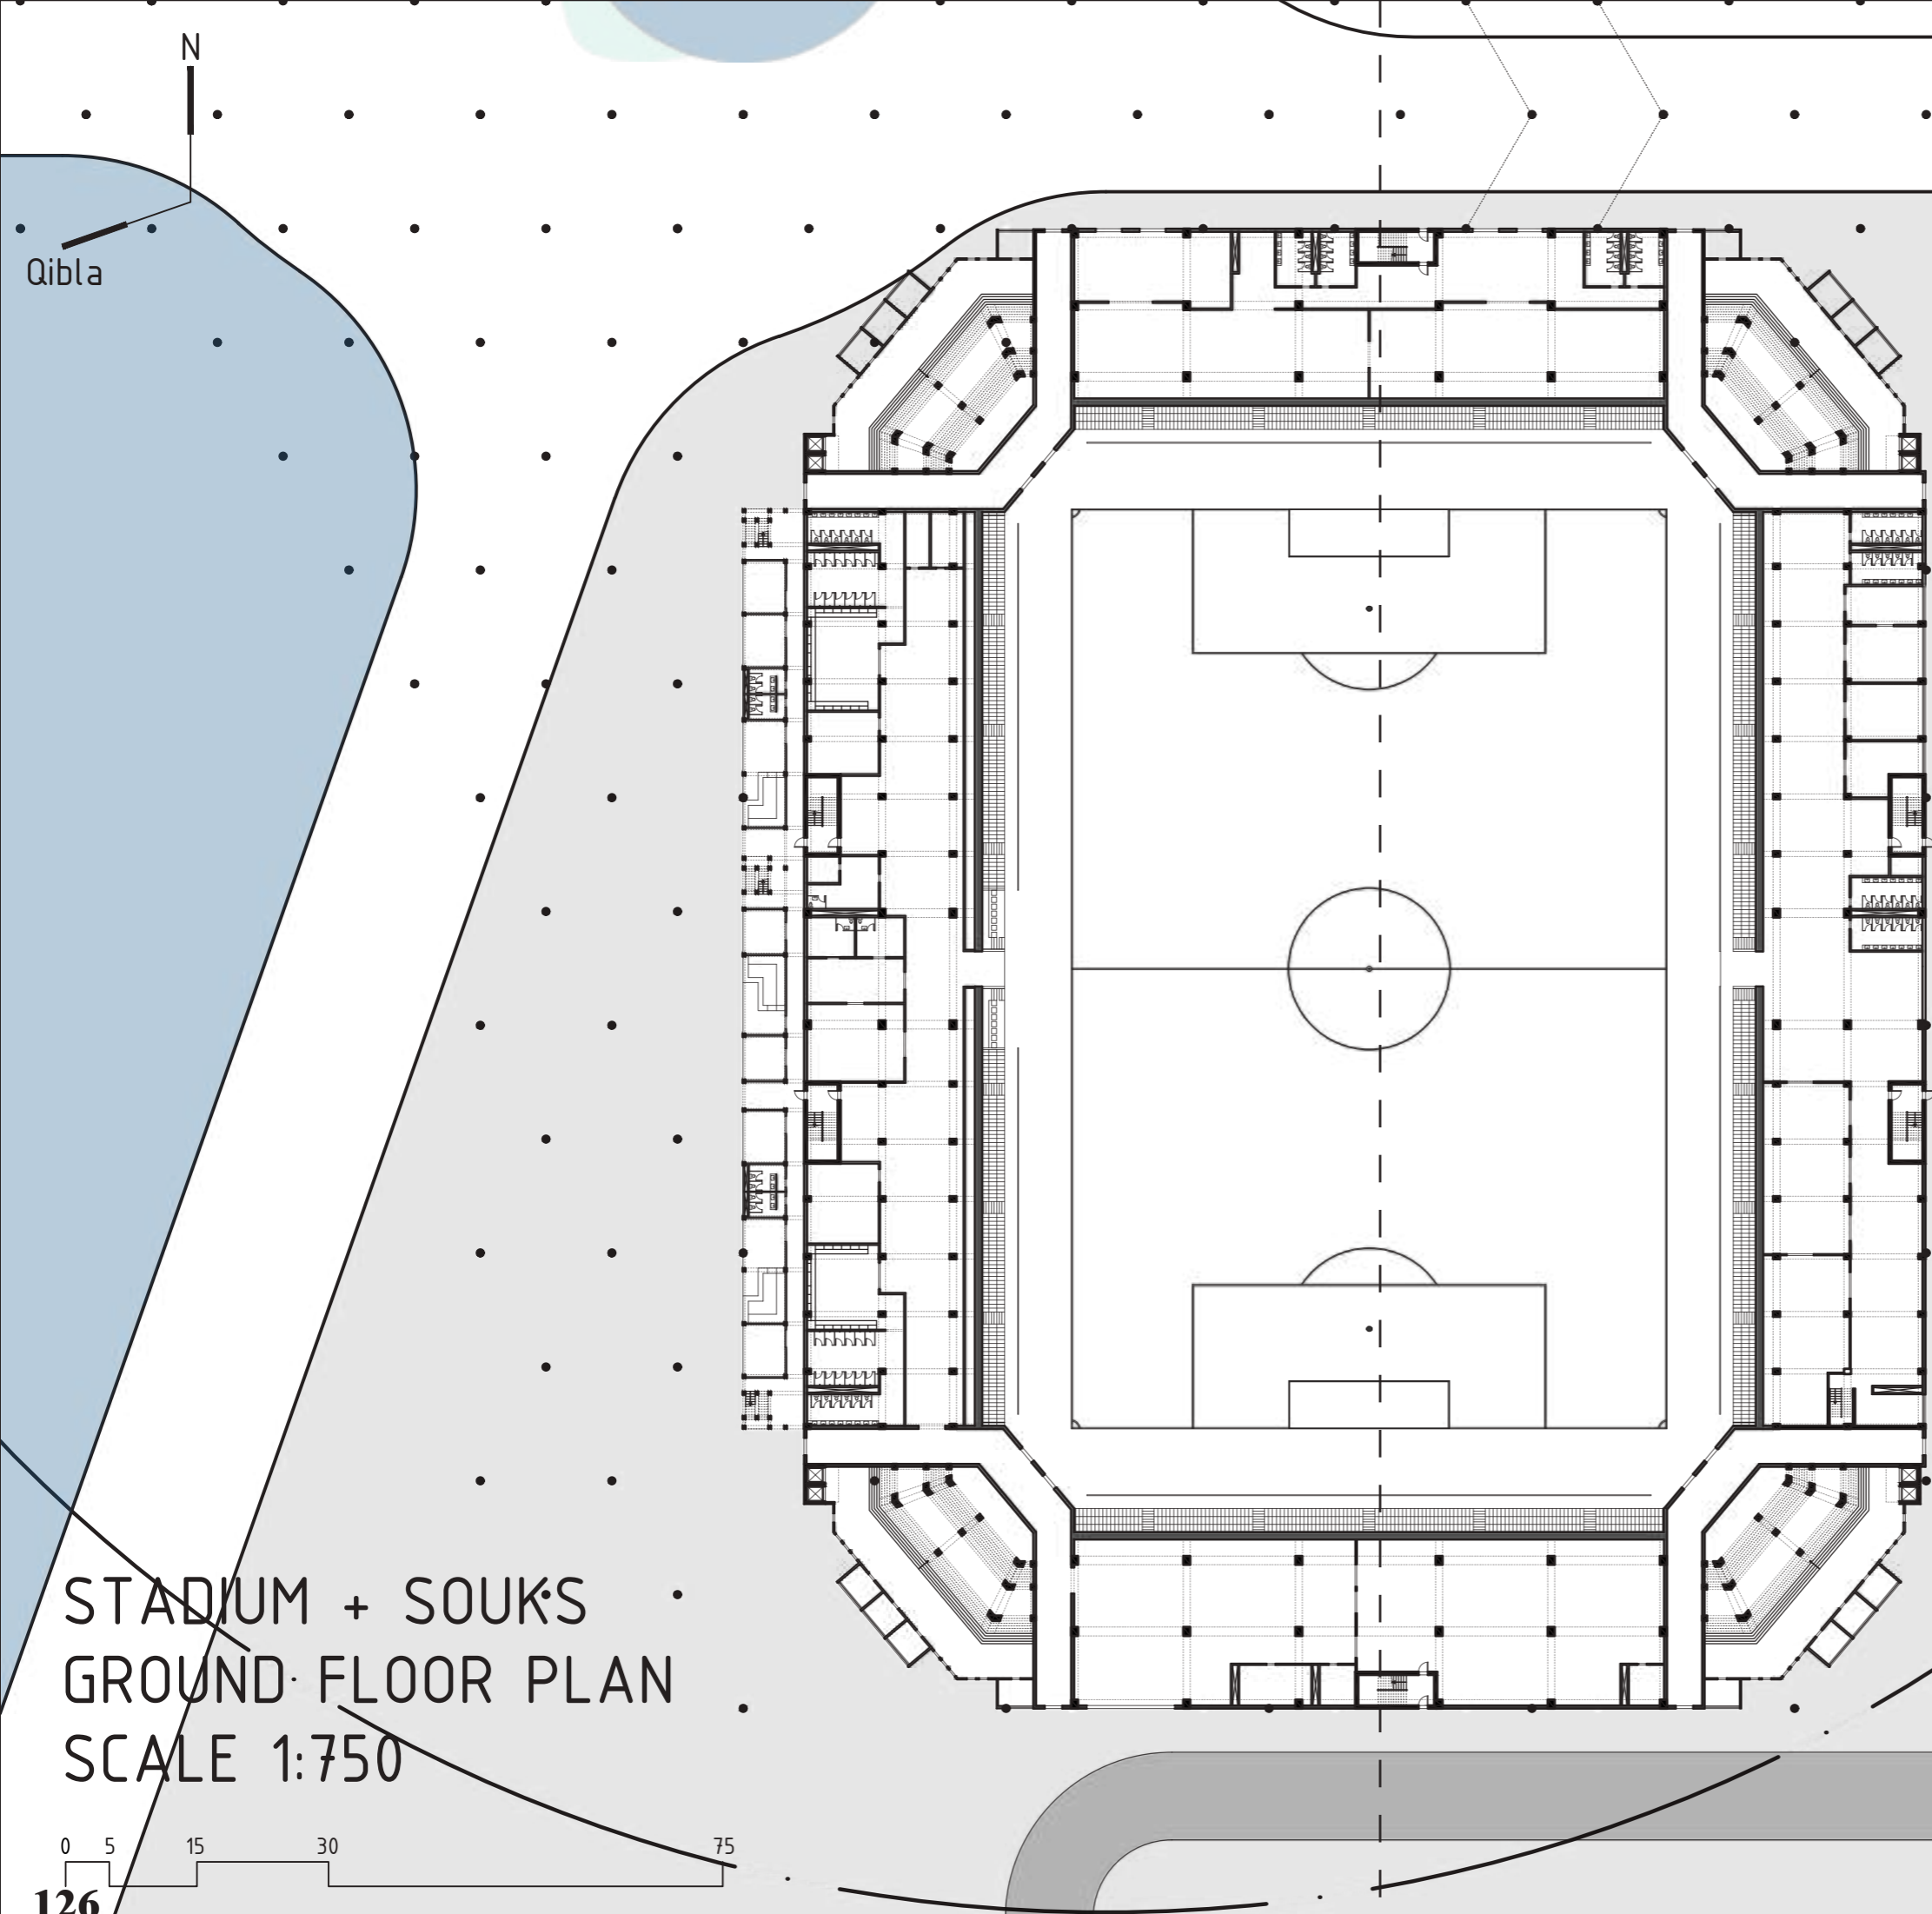 N
Qibla
STADIUM + SOUKS
GROUND FLOOR PLAN
SCALE 1:750
0 5 15 30 75
126